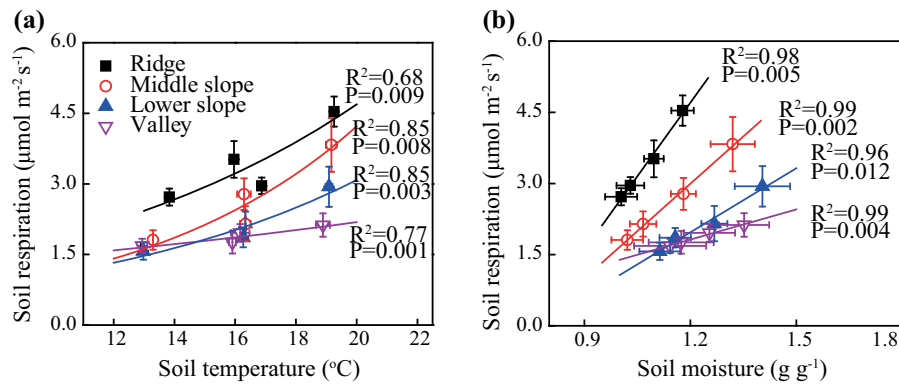 (a)
Soil respiration (μmol m⁻² s⁻¹)
6.0
4.5
3.0
1.5
0.0
Ridge
Middle slope
Lower slope
Valley
R²=0.68
P=0.009
R²=0.85
P=0.008
R²=0.85
P=0.003
R²=0.77
P=0.001
12 14 16 18 20 22
Soil temperature (°C)
(b)
Soil respiration (μmol m⁻² s⁻¹)
6.0
4.5
3.0
1.5
0.0
R²=0.98
P=0.005
R²=0.99
P=0.002
R²=0.96
P=0.012
R²=0.99
P=0.004
0.9 1.2 1.5 1.8
Soil moisture (g g⁻¹)